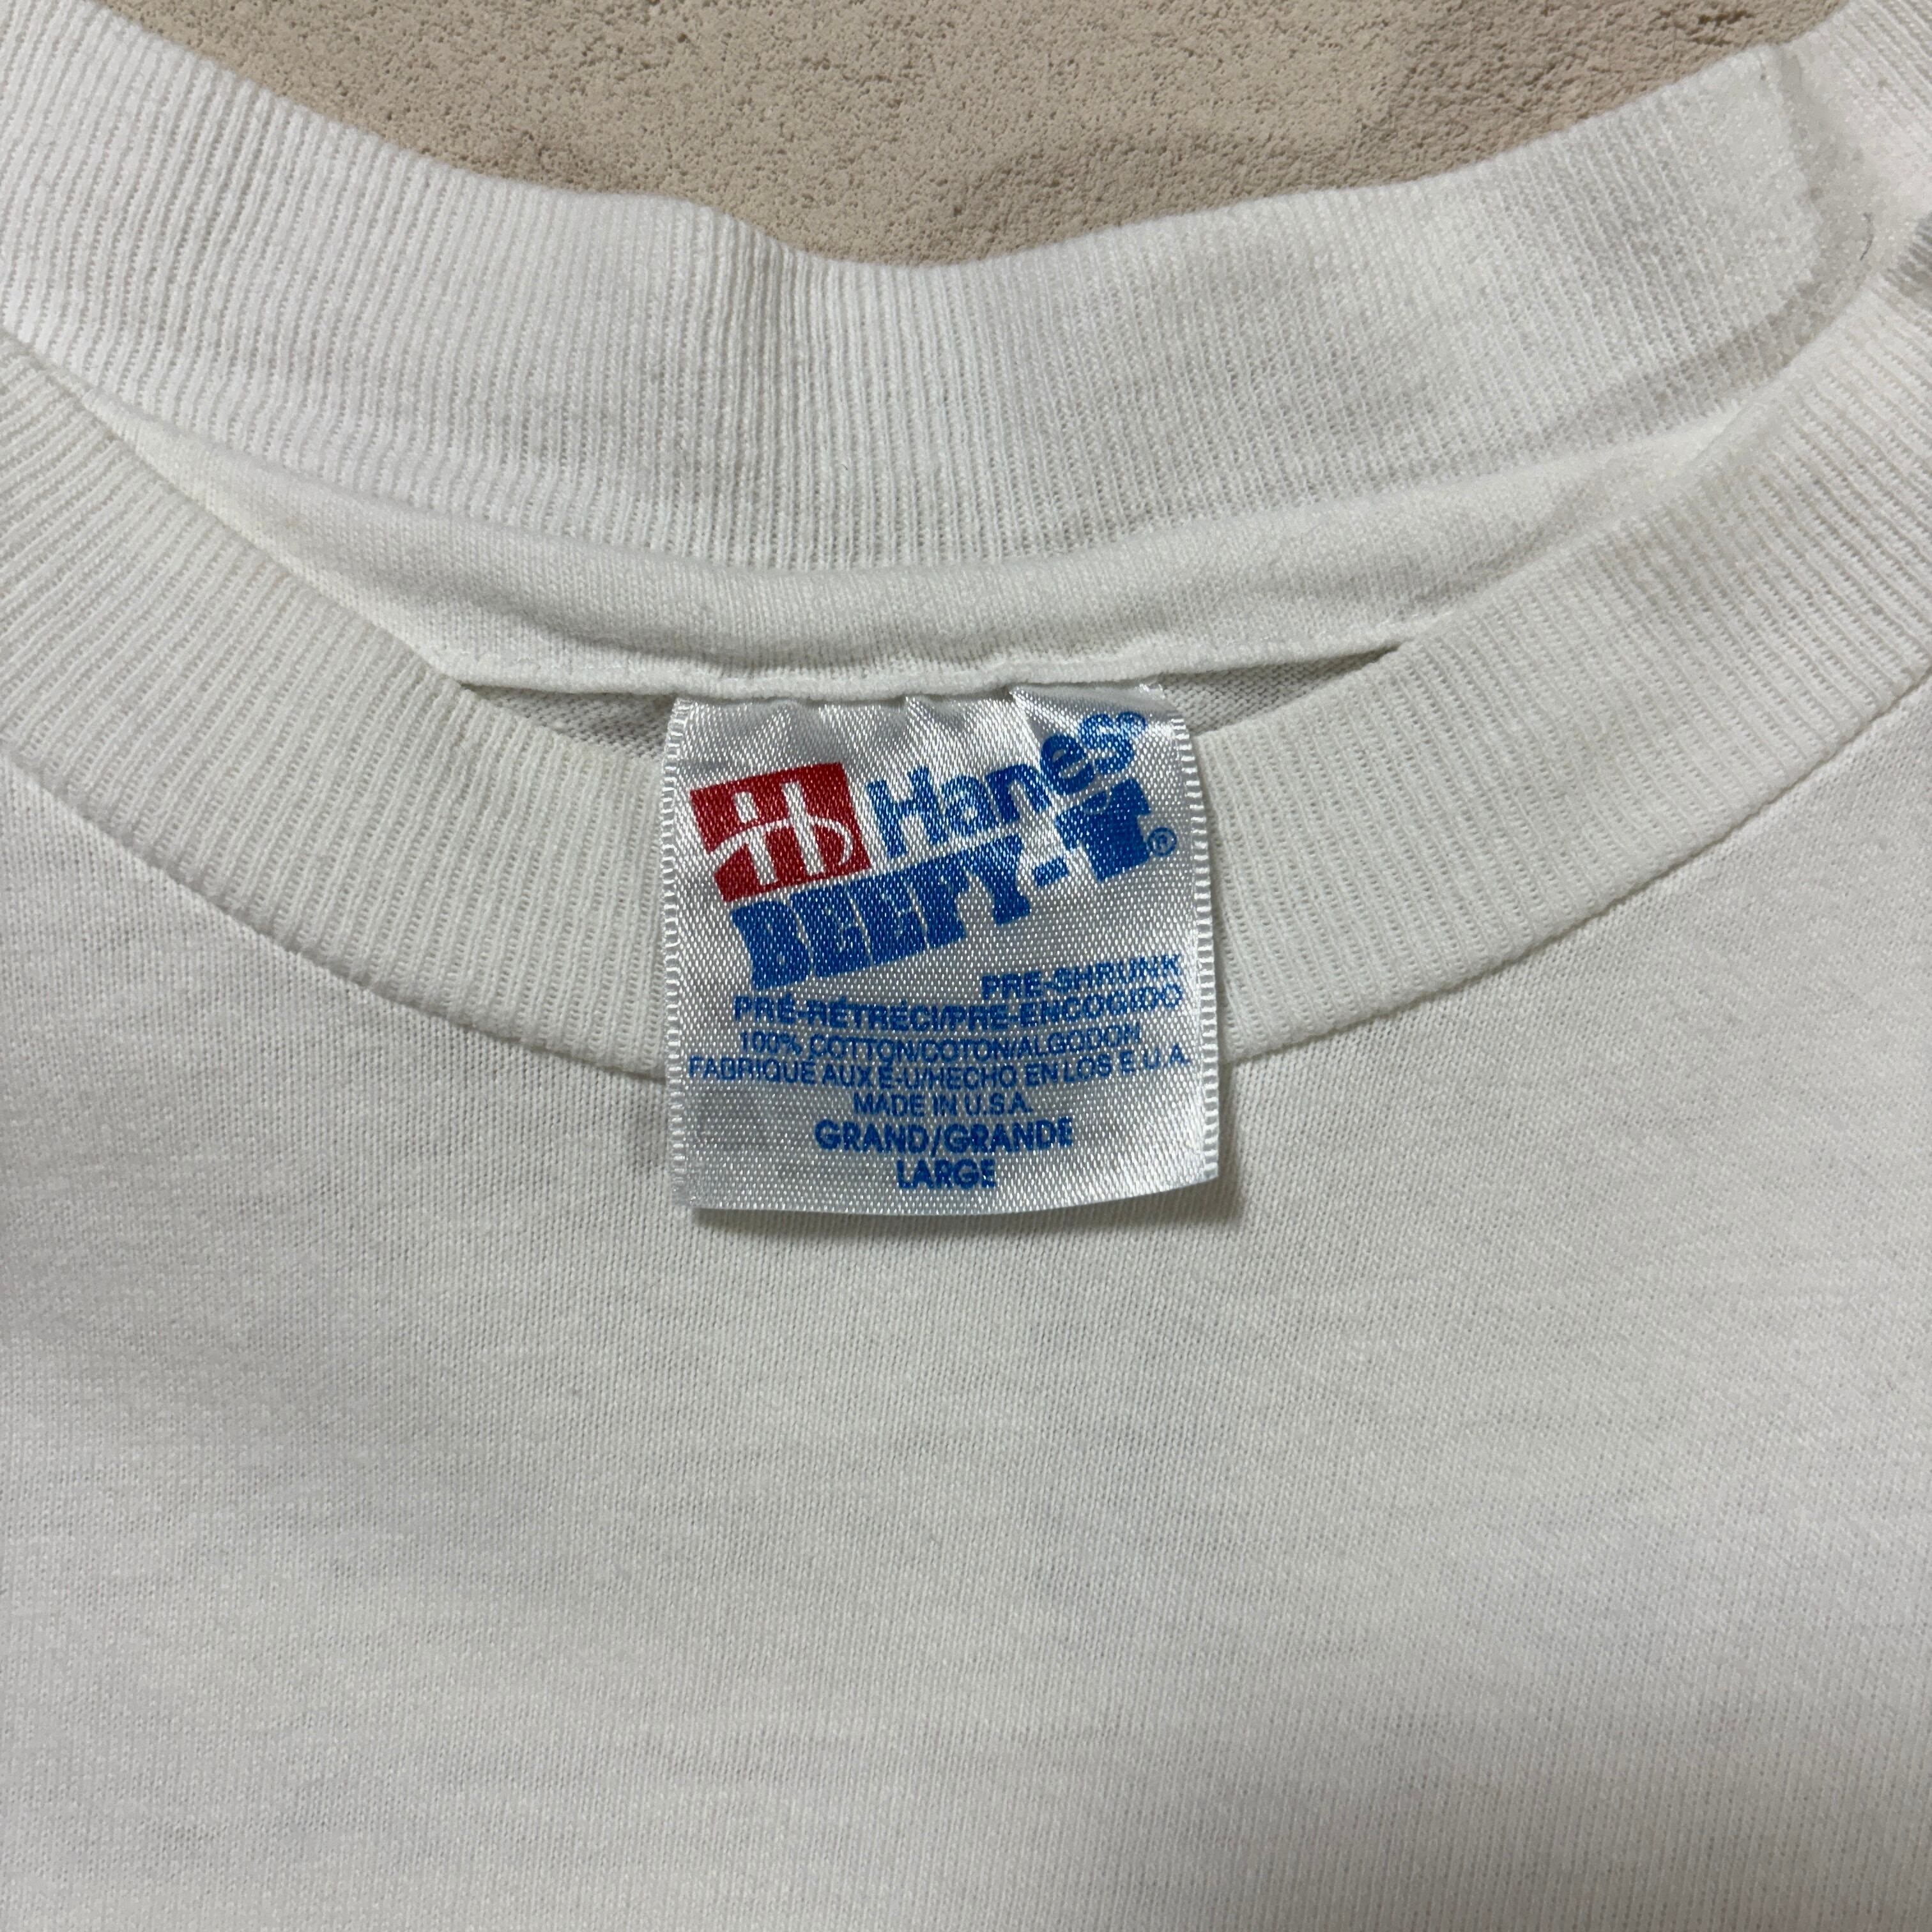 Hanes®
BEEFY-T®
PRE-SHRUNK
PRÉ-RÉTRÉCI/PRE-ENCOGIDO
100% COTTON/COTON/ALGODON
FABRIQUÉ AUX É-U/HECHO EN LOS E.U.A.
MADE IN U.S.A.
GRAND/GRANDE
LARGE